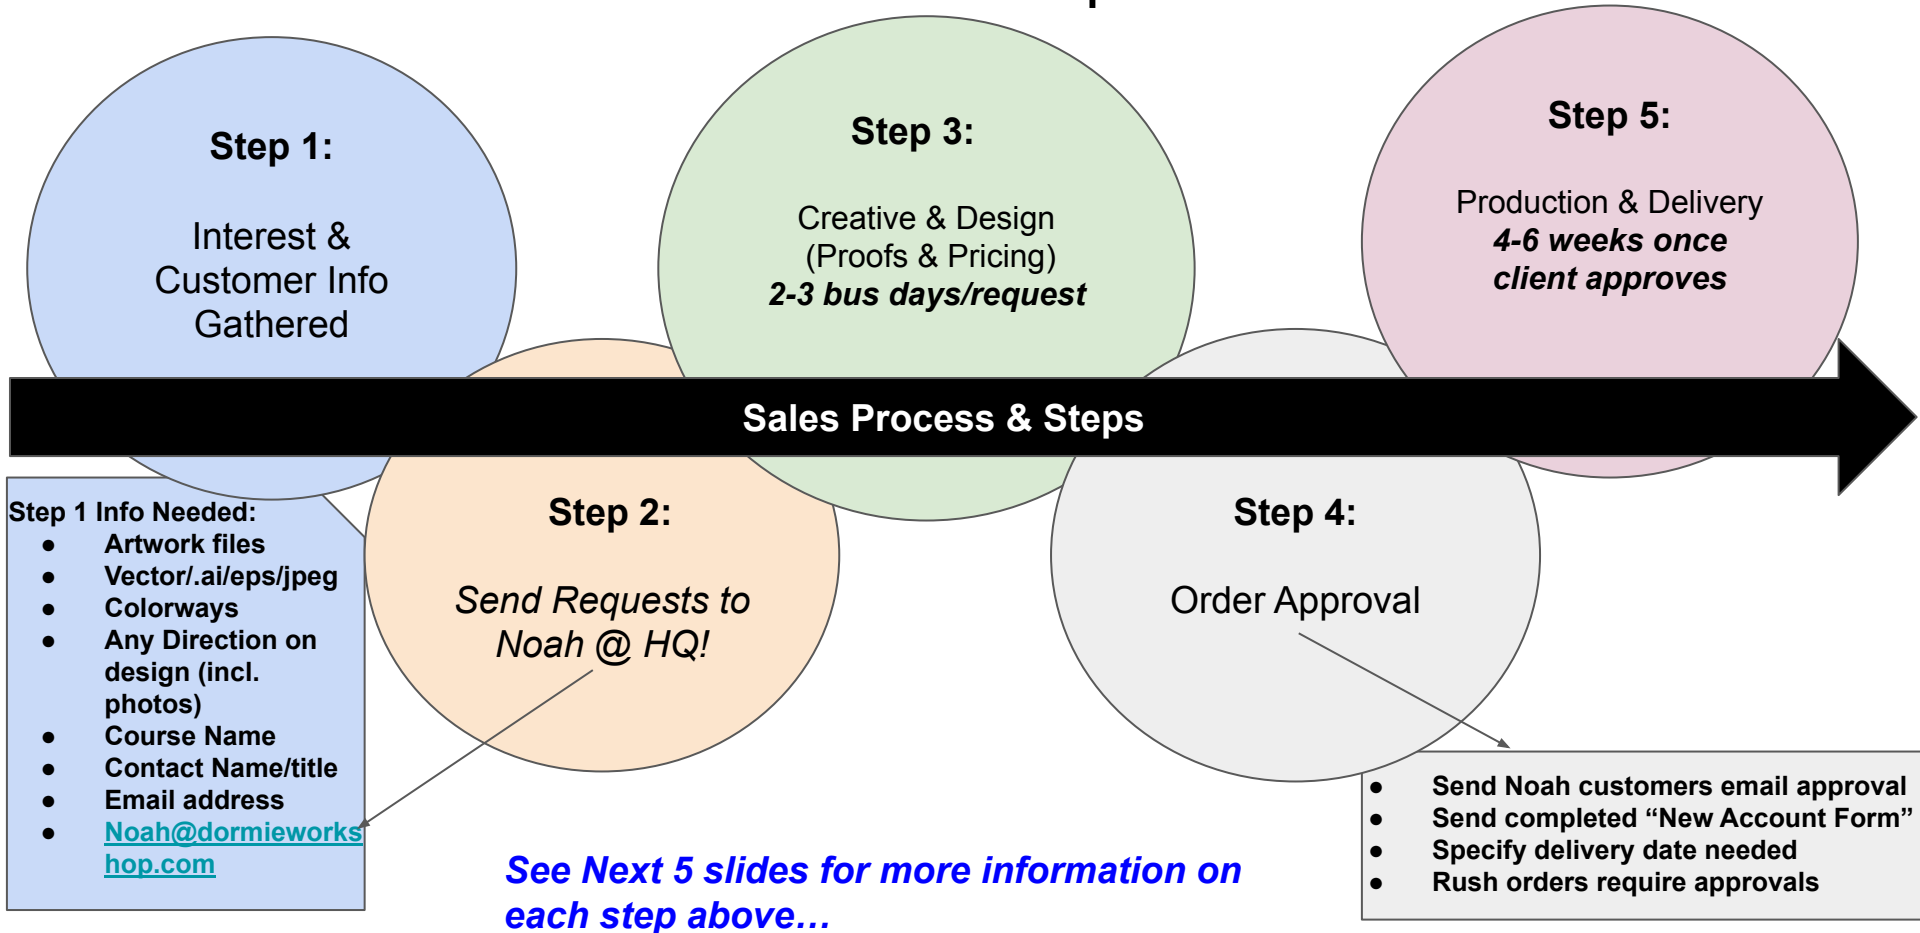 Step 1:
Interest &
Customer Info
Gathered
Step 3:
Creative & Design
(Proofs & Pricing)
2-3 bus days/request
Step 5:
Production & Delivery
4-6 weeks once
client approves
Sales Process & Steps
Step 2:
Send Requests to
Noah @ HQ!
Step 4:
Order Approval
Step 1 Info Needed:
● Artwork files
● Vector/.ai/eps/jpeg
● Colorways
● Any Direction on
design (incl.
photos)
● Course Name
● Contact Name/title
● Email address
● Noah@dormieworks
hop.com
● Send Noah customers email approval
● Send completed “New Account Form”
● Specify delivery date needed
● Rush orders require approvals
See Next 5 slides for more information on
each step above…